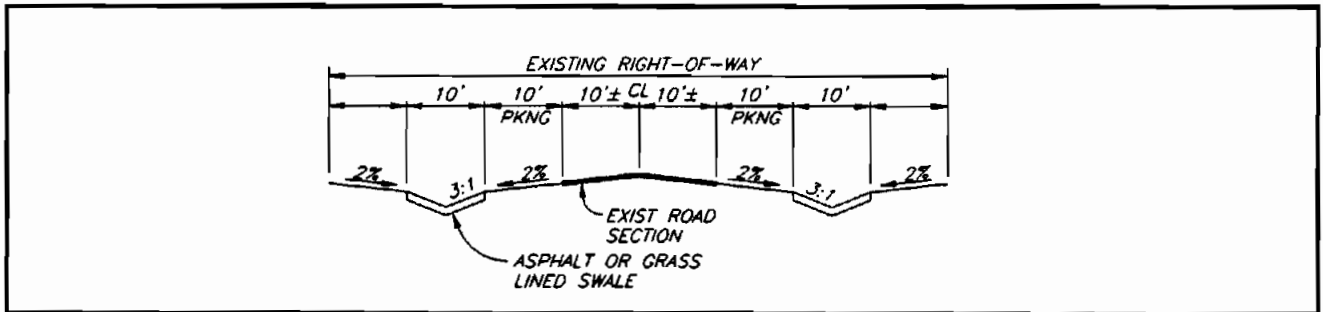 EXISTING RIGHT-OF-WAY
10' 10' 10'± CL 10'± 10' 10'
PKNG PKNG
2% 3:1 2% 2% 3:1 2%
EXIST ROAD
SECTION
ASPHALT OR GRASS
LINED SWALE